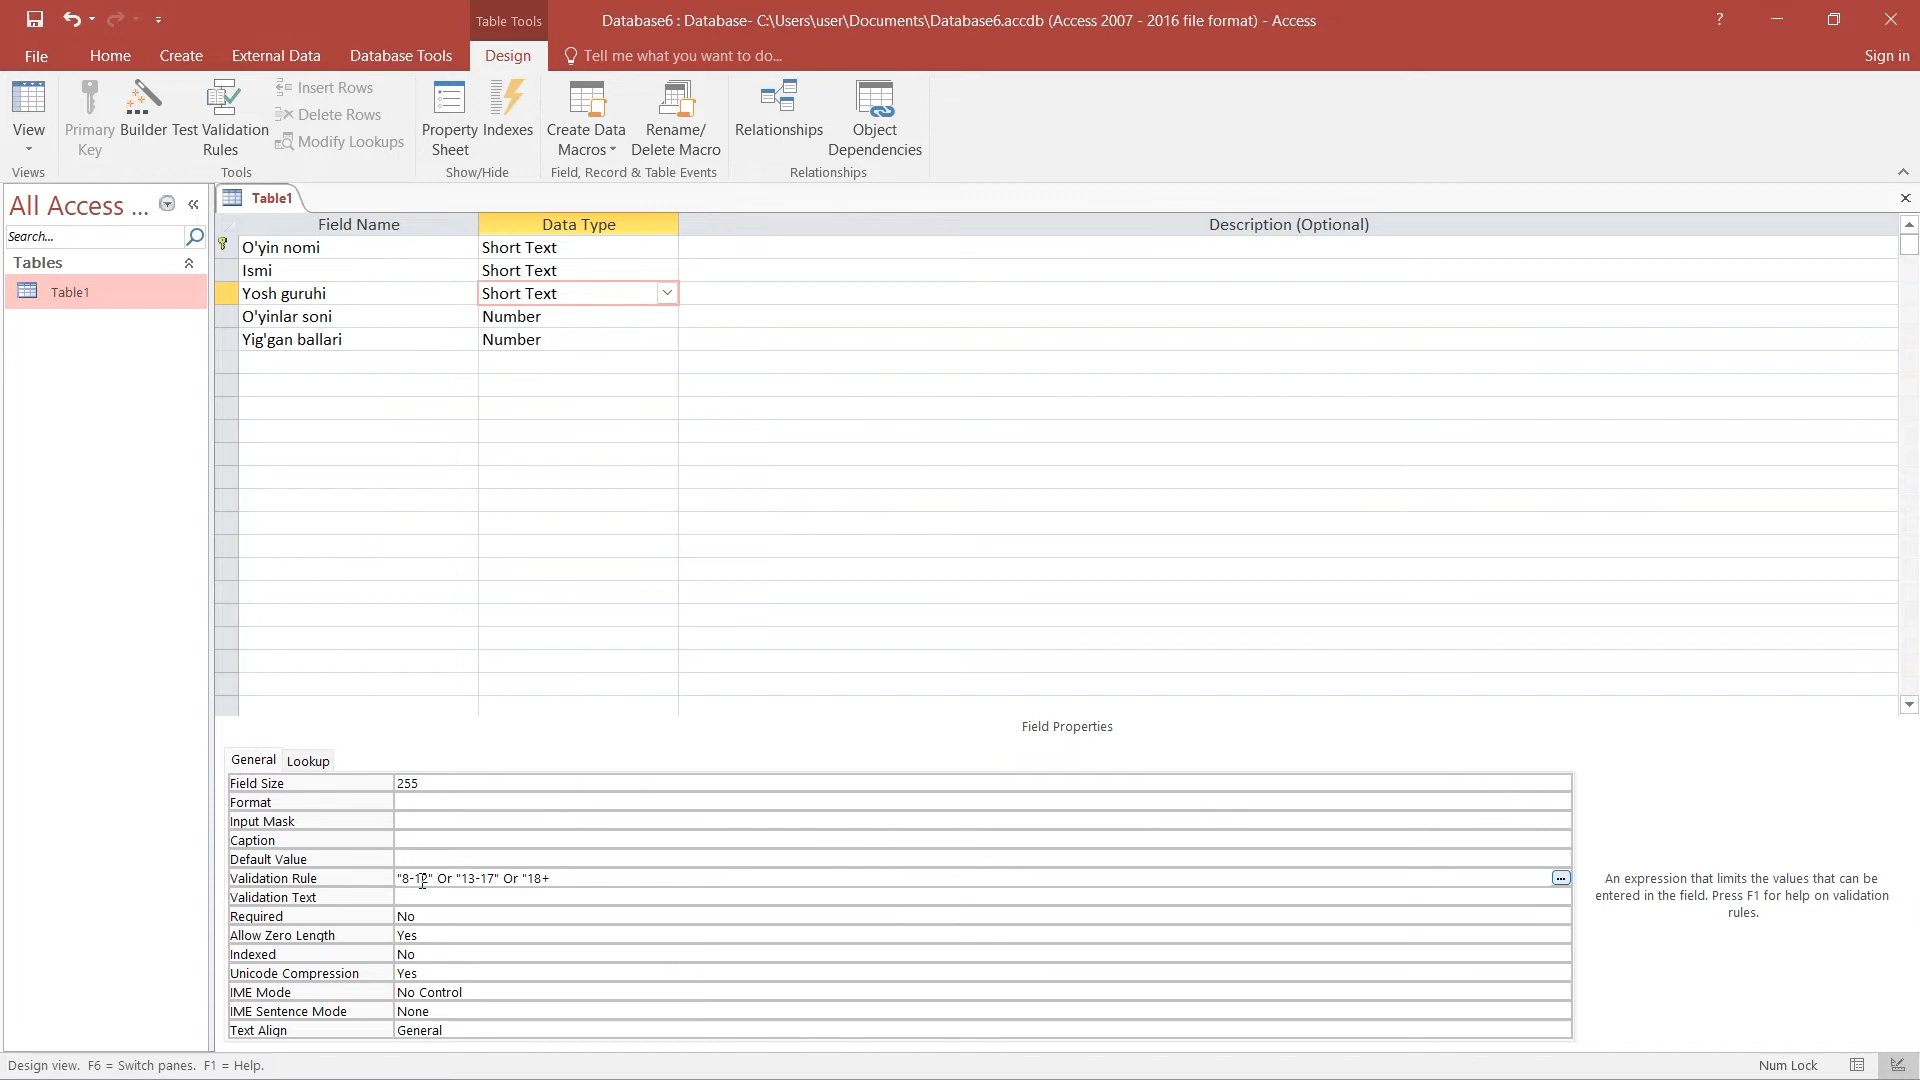 Table Tools
Database6 : Database- C:\Users\user\Documents\Database6.accdb (Access 2007 - 2016 file format) - Access
?
File
Home
Create
External Data
Database Tools
Design
Tell me what you want to do...
Sign in
View
Primary Key
Builder
Test Validation Rules
Insert Rows
Delete Rows
Modify Lookups
Property Sheet
Indexes
Create Data Macros
Rename/ Delete Macro
Relationships
Object Dependencies
Views
Tools
Show/Hide
Field, Record & Table Events
Relationships
All Access ...
Search...
Tables
Table1
Table1
Field Name Data Type Description (Optional)
O'yin nomi Short Text
Ismi Short Text
Yosh guruhi Short Text
O'yinlar soni Number
Yig'gan ballari Number
Field Properties
General Lookup
Field Size 255
Format
Input Mask
Caption
Default Value
Validation Rule "8-12" Or "13-17" Or "18+
Validation Text
Required No
Allow Zero Length Yes
Indexed No
Unicode Compression Yes
IME Mode No Control
IME Sentence Mode None
Text Align General
An expression that limits the values that can be
entered in the field. Press F1 for help on validation
rules.
Design view. F6 = Switch panes. F1 = Help.
Num Lock